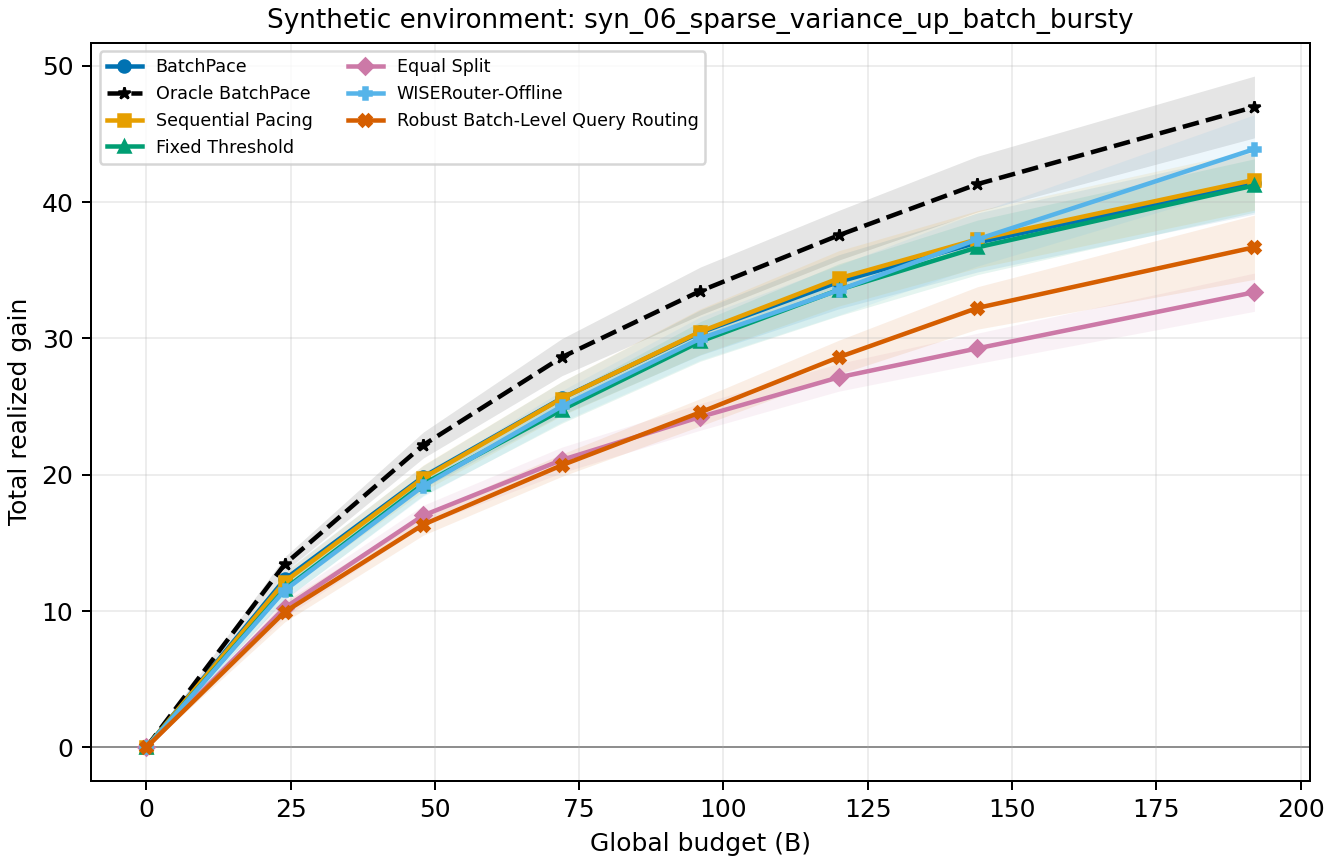 Synthetic environment: syn_06_sparse_variance_up_batch_bursty
BatchPace
Oracle BatchPace
Sequential Pacing
Fixed Threshold
Equal Split
WISERouter-Offline
Robust Batch-Level Query Routing
Total realized gain
50
40
30
20
10
0
0 25 50 75 100 125 150 175 200
Global budget (B)